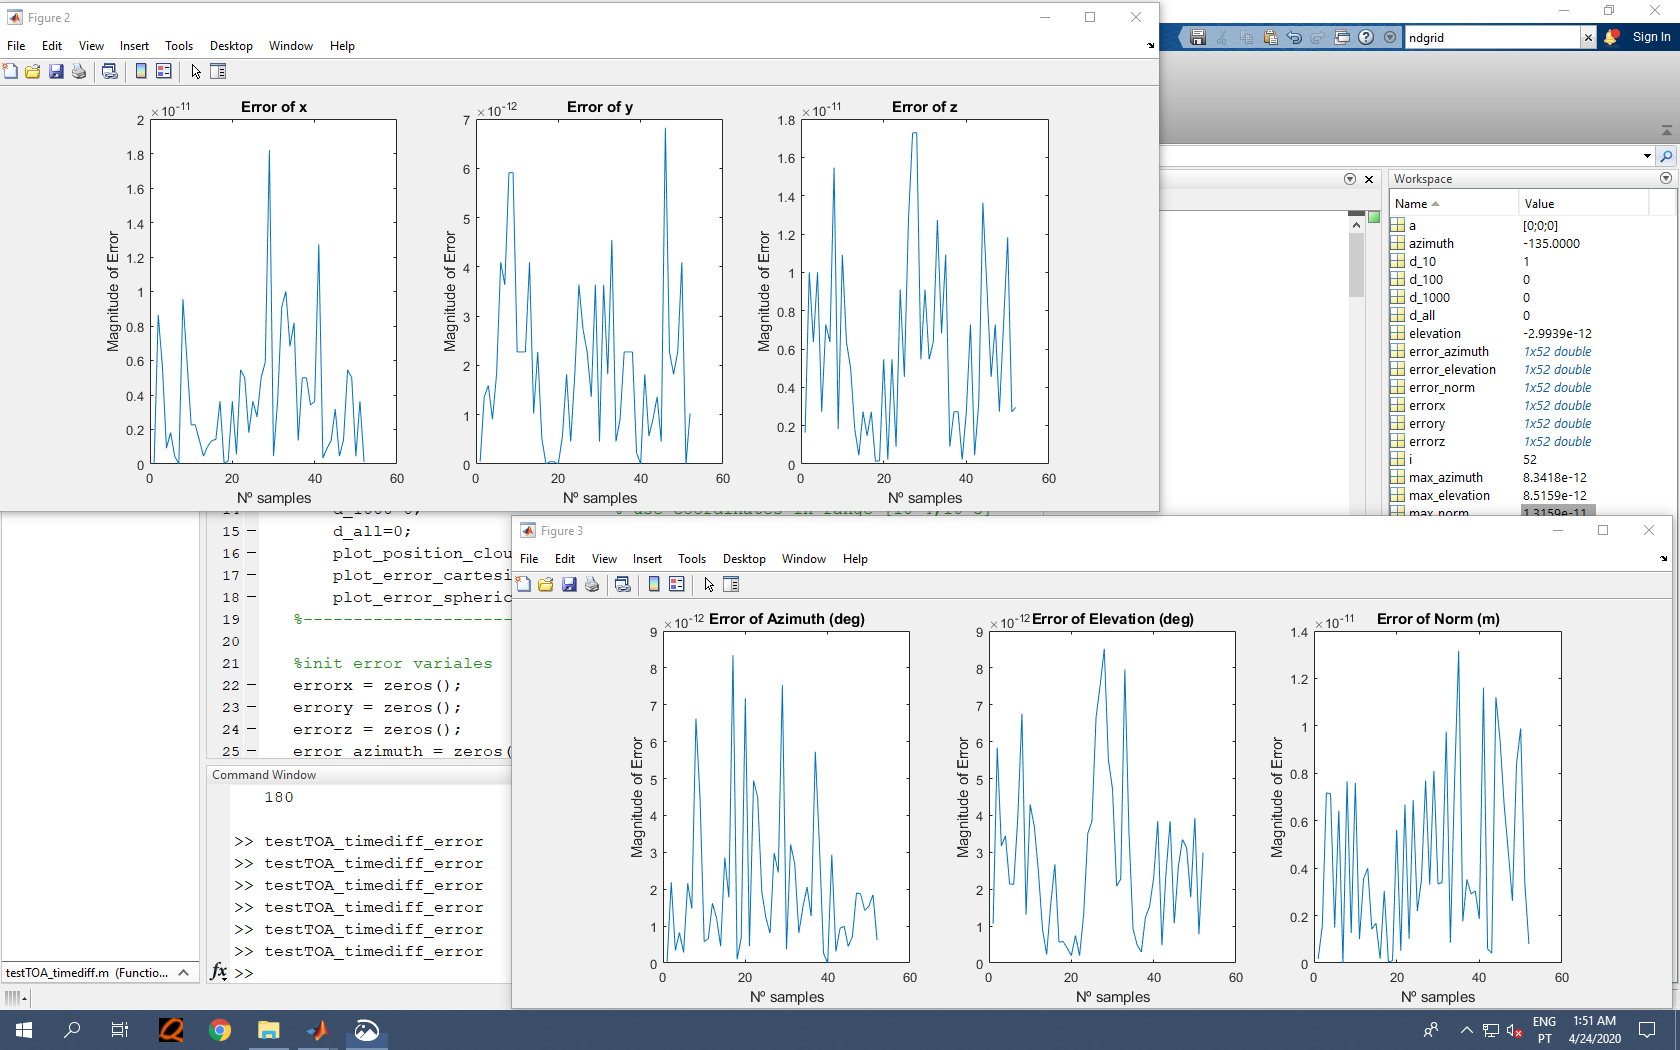 Figure 2
File Edit View Insert Tools Desktop Window Help
ndgrid
Sign In
×10⁻¹¹ Error of x
2
1.8
1.6
1.4
1.2
1
0.8
0.6
0.4
0.2
0
0 20 40 60
Magnitude of Error
Nº samples
×10⁻¹² Error of y
7
6
5
4
3
2
1
0
0 20 40 60
Magnitude of Error
Nº samples
×10⁻¹¹ Error of z
1.8
1.6
1.4
1.2
1
0.8
0.6
0.4
0.2
0
0 20 40 60
Magnitude of Error
Nº samples
Workspace
Name Value
a [0;0;0]
azimuth -135.0000
d_10 1
d_100 0
d_1000 0
d_all 0
elevation -2.9939e-12
error_azimuth 1x52 double
error_elevation 1x52 double
error_norm 1x52 double
errorx 1x52 double
errory 1x52 double
errorz 1x52 double
i 52
max_azimuth 8.3418e-12
max_elevation 8.5159e-12
max_norm 1.3159e-11
15 – d_all=0;
16 – plot_position_clou
17 – plot_error_cartesi
18 – plot_error_spheric
19 %-----------------------
20
21 %init error variales
22 – errorx = zeros();
23 – errory = zeros();
24 – errorz = zeros();
25 – error_azimuth = zeros(
Command Window
180
>> testTOA_timediff_error
>> testTOA_timediff_error
>> testTOA_timediff_error
>> testTOA_timediff_error
>> testTOA_timediff_error
>> testTOA_timediff_error
fx >>
testTOA_timediff.m (Functio...
Figure 3
File Edit View Insert Tools Desktop Window Help
×10⁻¹² Error of Azimuth (deg)
9
8
7
6
5
4
3
2
1
0
0 20 40 60
Magnitude of Error
Nº samples
×10⁻¹² Error of Elevation (deg)
9
8
7
6
5
4
3
2
1
0
0 20 40 60
Magnitude of Error
Nº samples
×10⁻¹¹ Error of Norm (m)
1.4
1.2
1
0.8
0.6
0.4
0.2
0
0 20 40 60
Magnitude of Error
Nº samples
ENG
PT
1:51 AM
4/24/2020